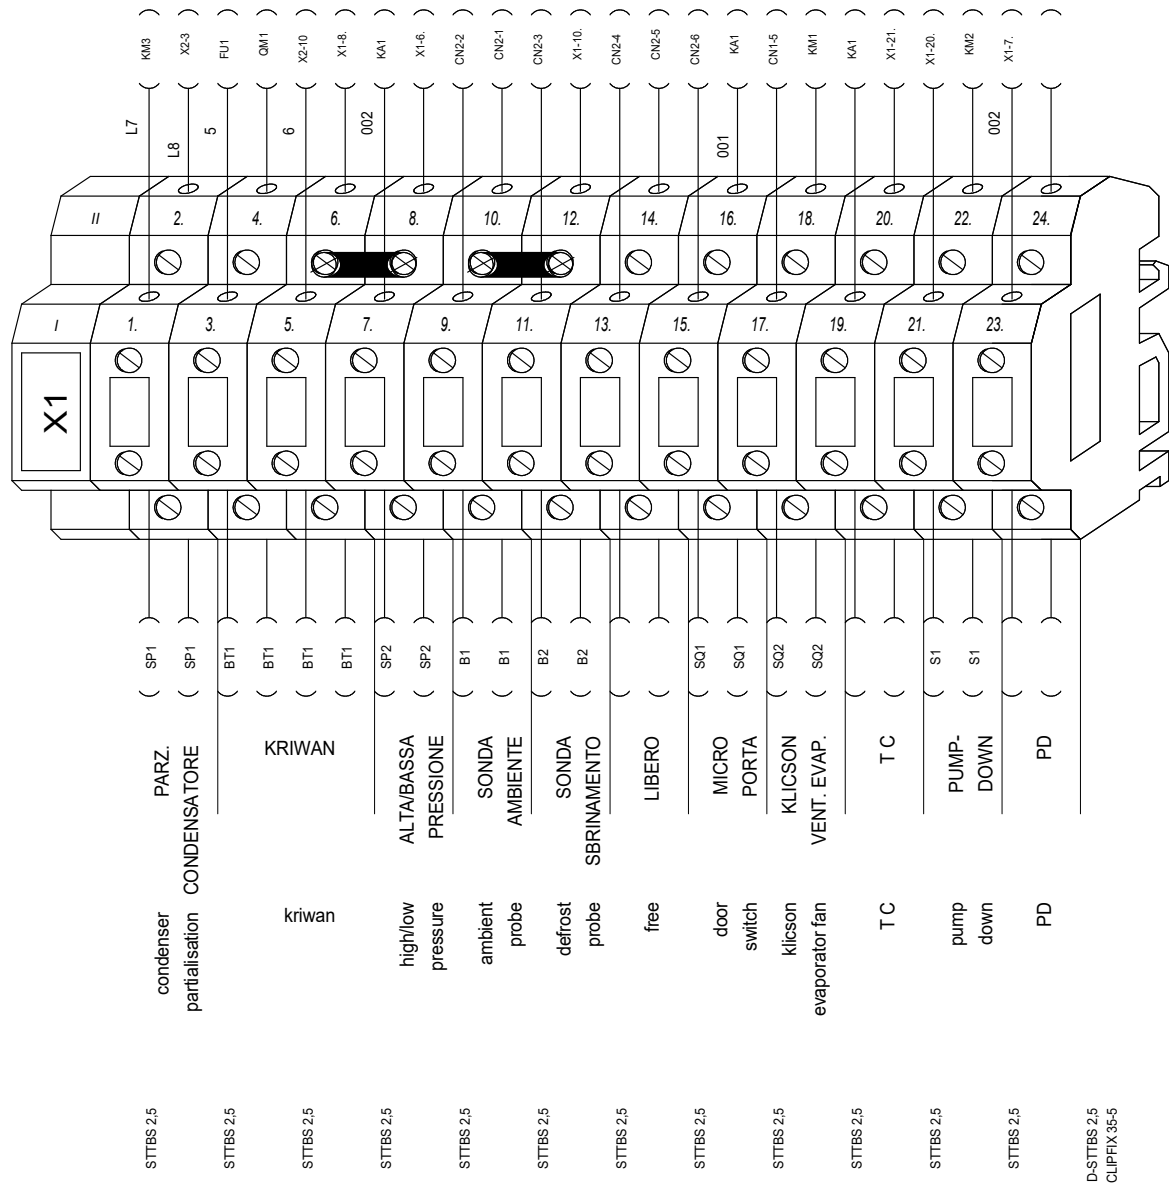 KM3
X2-3
FU1
QM1
X2-10
X1-8.
KA1
X1-6.
CN2-2
CN2-1
CN2-3
X1-10.
CN2-4
CN2-5
CN2-6
KA1
CN1-5
KM1
KA1
X1-21.
X1-20.
KM2
X1-7.
L7
L8
5
6
002
001
002
II
2.
4.
6.
8.
10.
12.
14.
16.
18.
20.
22.
24.
I
1.
3.
5.
7.
9.
11.
13.
15.
17.
19.
21.
23.
X1
SP1
SP1
BT1
BT1
BT1
BT1
SP2
SP2
B1
B1
B2
B2
SQ1
SQ1
SQ2
SQ2
S1
S1
PARZ.
CONDENSATORE
KRIWAN
ALTA/BASSA
PRESSIONE
SONDA
AMBIENTE
SONDA
SBRINAMENTO
LIBERO
MICRO
PORTA
KLICSON
VENT. EVAP.
T C
PUMP-
DOWN
PD
condenser
partialisation
kriwan
high/low
pressure
ambient
probe
defrost
probe
free
door
switch
klicson
evaporator fan
T C
pump
down
PD
STTBS 2,5
STTBS 2,5
STTBS 2,5
STTBS 2,5
STTBS 2,5
STTBS 2,5
STTBS 2,5
STTBS 2,5
STTBS 2,5
STTBS 2,5
STTBS 2,5
STTBS 2,5
D-STTBS 2,5
CLIPFIX 35-5